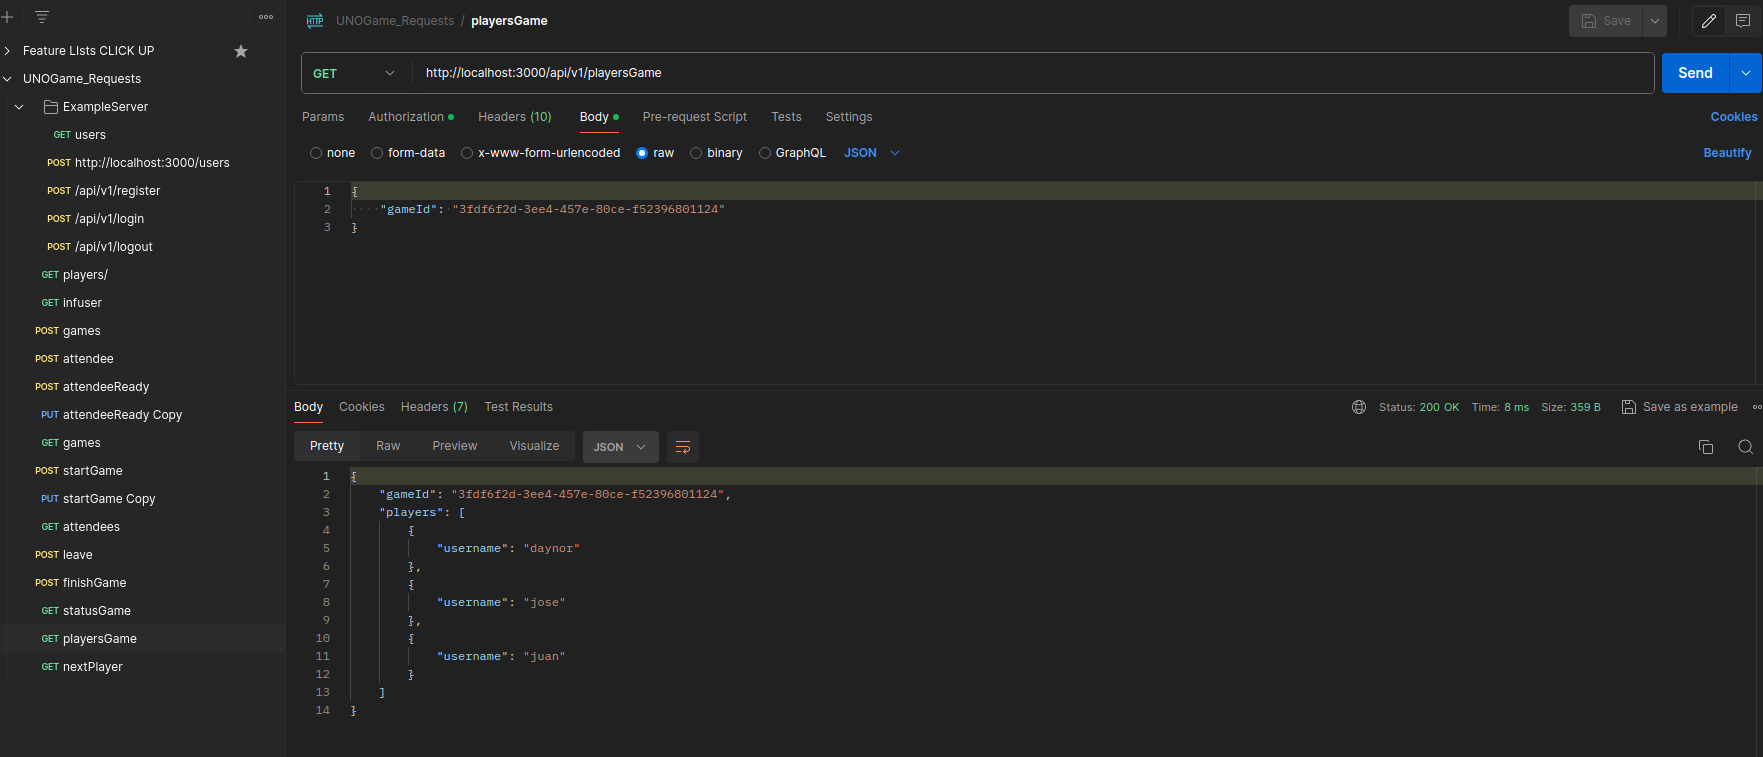 UNOGame_Requests / playersGame
Save
Feature LIsts CLICK UP
UNOGame_Requests
ExampleServer
GET users
POST http://localhost:3000/users
POST /api/v1/register
POST /api/v1/login
POST /api/v1/logout
GET players/
GET infuser
POST games
POST attendee
POST attendeeReady
PUT attendeeReady Copy
GET games
POST startGame
PUT startGame Copy
GET attendees
POST leave
POST finishGame
GET statusGame
GET playersGame
GET nextPlayer
GET http://localhost:3000/api/v1/playersGame Send
Params Authorization Headers (10) Body Pre-request Script Tests Settings Cookies
none form-data x-www-form-urlencoded raw binary GraphQL JSON Beautify
1 {
2 "gameId": "3fdf6f2d-3ee4-457e-80ce-f52396801124"
3 }
Body Cookies Headers (7) Test Results Status: 200 OK Time: 8 ms Size: 359 B Save as example
Pretty Raw Preview Visualize JSON
1 {
2 "gameId": "3fdf6f2d-3ee4-457e-80ce-f52396801124",
3 "players": [
4 {
5 "username": "daynor"
6 },
7 {
8 "username": "jose"
9 },
10 {
11 "username": "juan"
12 }
13 ]
14 }